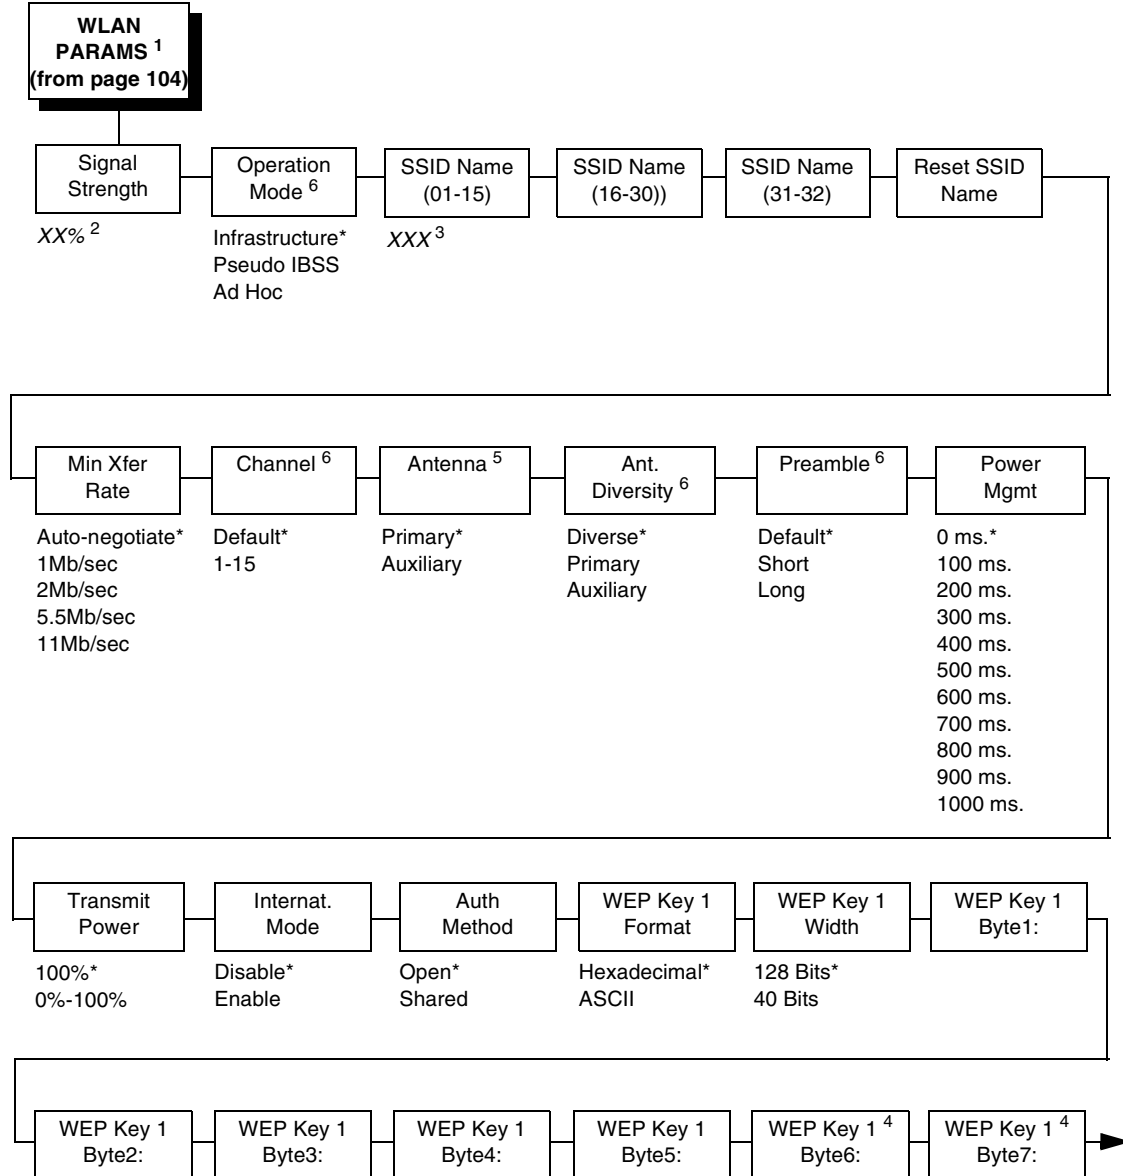 WLAN
PARAMS 1
(from page 104)
Signal
Strength
XX% 2
Operation
Mode 6
Infrastructure*
Pseudo IBSS
Ad Hoc
SSID Name
(01-15)
XXX 3
SSID Name
(16-30))
SSID Name
(31-32)
Reset SSID
Name
Min Xfer
Rate
Auto-negotiate*
1Mb/sec
2Mb/sec
5.5Mb/sec
11Mb/sec
Channel 6
Default*
1-15
Antenna 5
Primary*
Auxiliary
Ant.
Diversity 6
Diverse*
Primary
Auxiliary
Preamble 6
Default*
Short
Long
Power
Mgmt
0 ms.*
100 ms.
200 ms.
300 ms.
400 ms.
500 ms.
600 ms.
700 ms.
800 ms.
900 ms.
1000 ms.
Transmit
Power
100%*
0%-100%
Internat.
Mode
Disable*
Enable
Auth
Method
Open*
Shared
WEP Key 1
Format
Hexadecimal*
ASCII
WEP Key 1
Width
128 Bits*
40 Bits
WEP Key 1
Byte1:
WEP Key 1
Byte2:
WEP Key 1
Byte3:
WEP Key 1
Byte4:
WEP Key 1
Byte5:
WEP Key 1 4
Byte6:
WEP Key 1 4
Byte7: